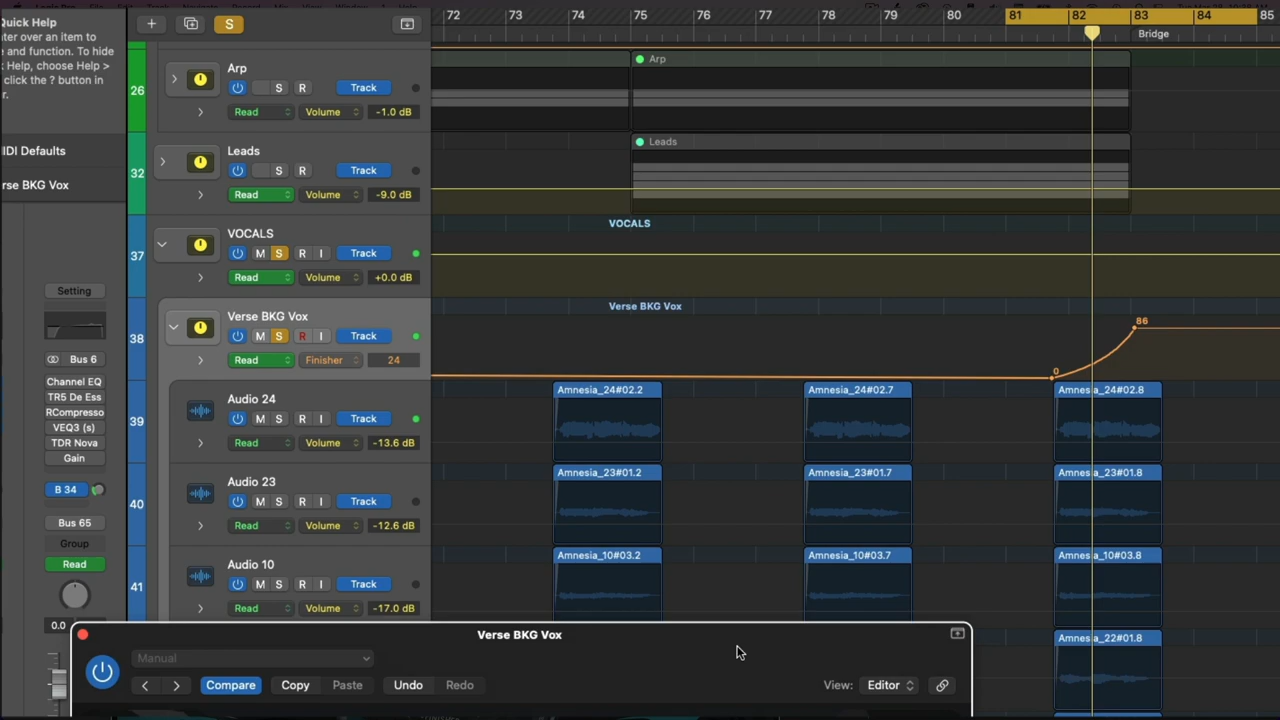 Quick Help
er over an item to
e and function. To hide
k Help, choose Help >
click the ? button in
r.
IDI Defaults
rse BKG Vox
Setting
Bus 6
Channel EQ
TR5 De Ess
RCompresso
VEQ3 (s)
TDR Nova
Gain
B 34
Bus 65
Group
Read
0.0
S
72 73 74 75 76 77 78 79 80 81 82 83 84 85
Bridge
26
Arp
S R Track
Read Volume -1.0 dB
Arp
32
Leads
S R Track
Read Volume -9.0 dB
Leads
37
VOCALS
M S R I Track
Read Volume +0.0 dB
VOCALS
38
Verse BKG Vox
M S R I Track
Read Finisher 24
Verse BKG Vox
0
86
39
Audio 24
M S R I Track
Read Volume -13.6 dB
Amnesia_24#02.2 Amnesia_24#02.7 Amnesia_24#02.8
40
Audio 23
M S R I Track
Read Volume -12.6 dB
Amnesia_23#01.2 Amnesia_23#01.7 Amnesia_23#01.8
41
Audio 10
M S R I Track
Read Volume -17.0 dB
Amnesia_10#03.2 Amnesia_10#03.7 Amnesia_10#03.8
Amnesia_22#01.8
Verse BKG Vox
Manual
Compare Copy Paste Undo Redo
View: Editor